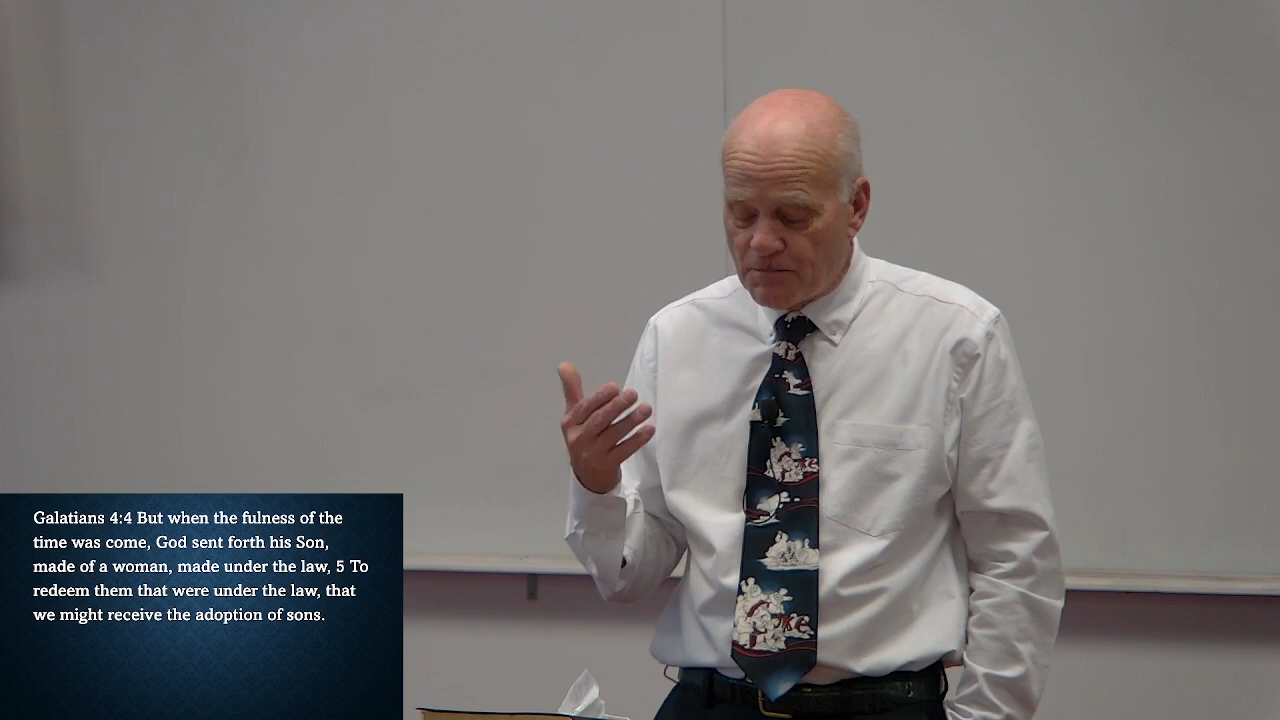 Galatians 4:4 But when the fulness of the
time was come, God sent forth his Son,
made of a woman, made under the law, 5 To
redeem them that were under the law, that
we might receive the adoption of sons.